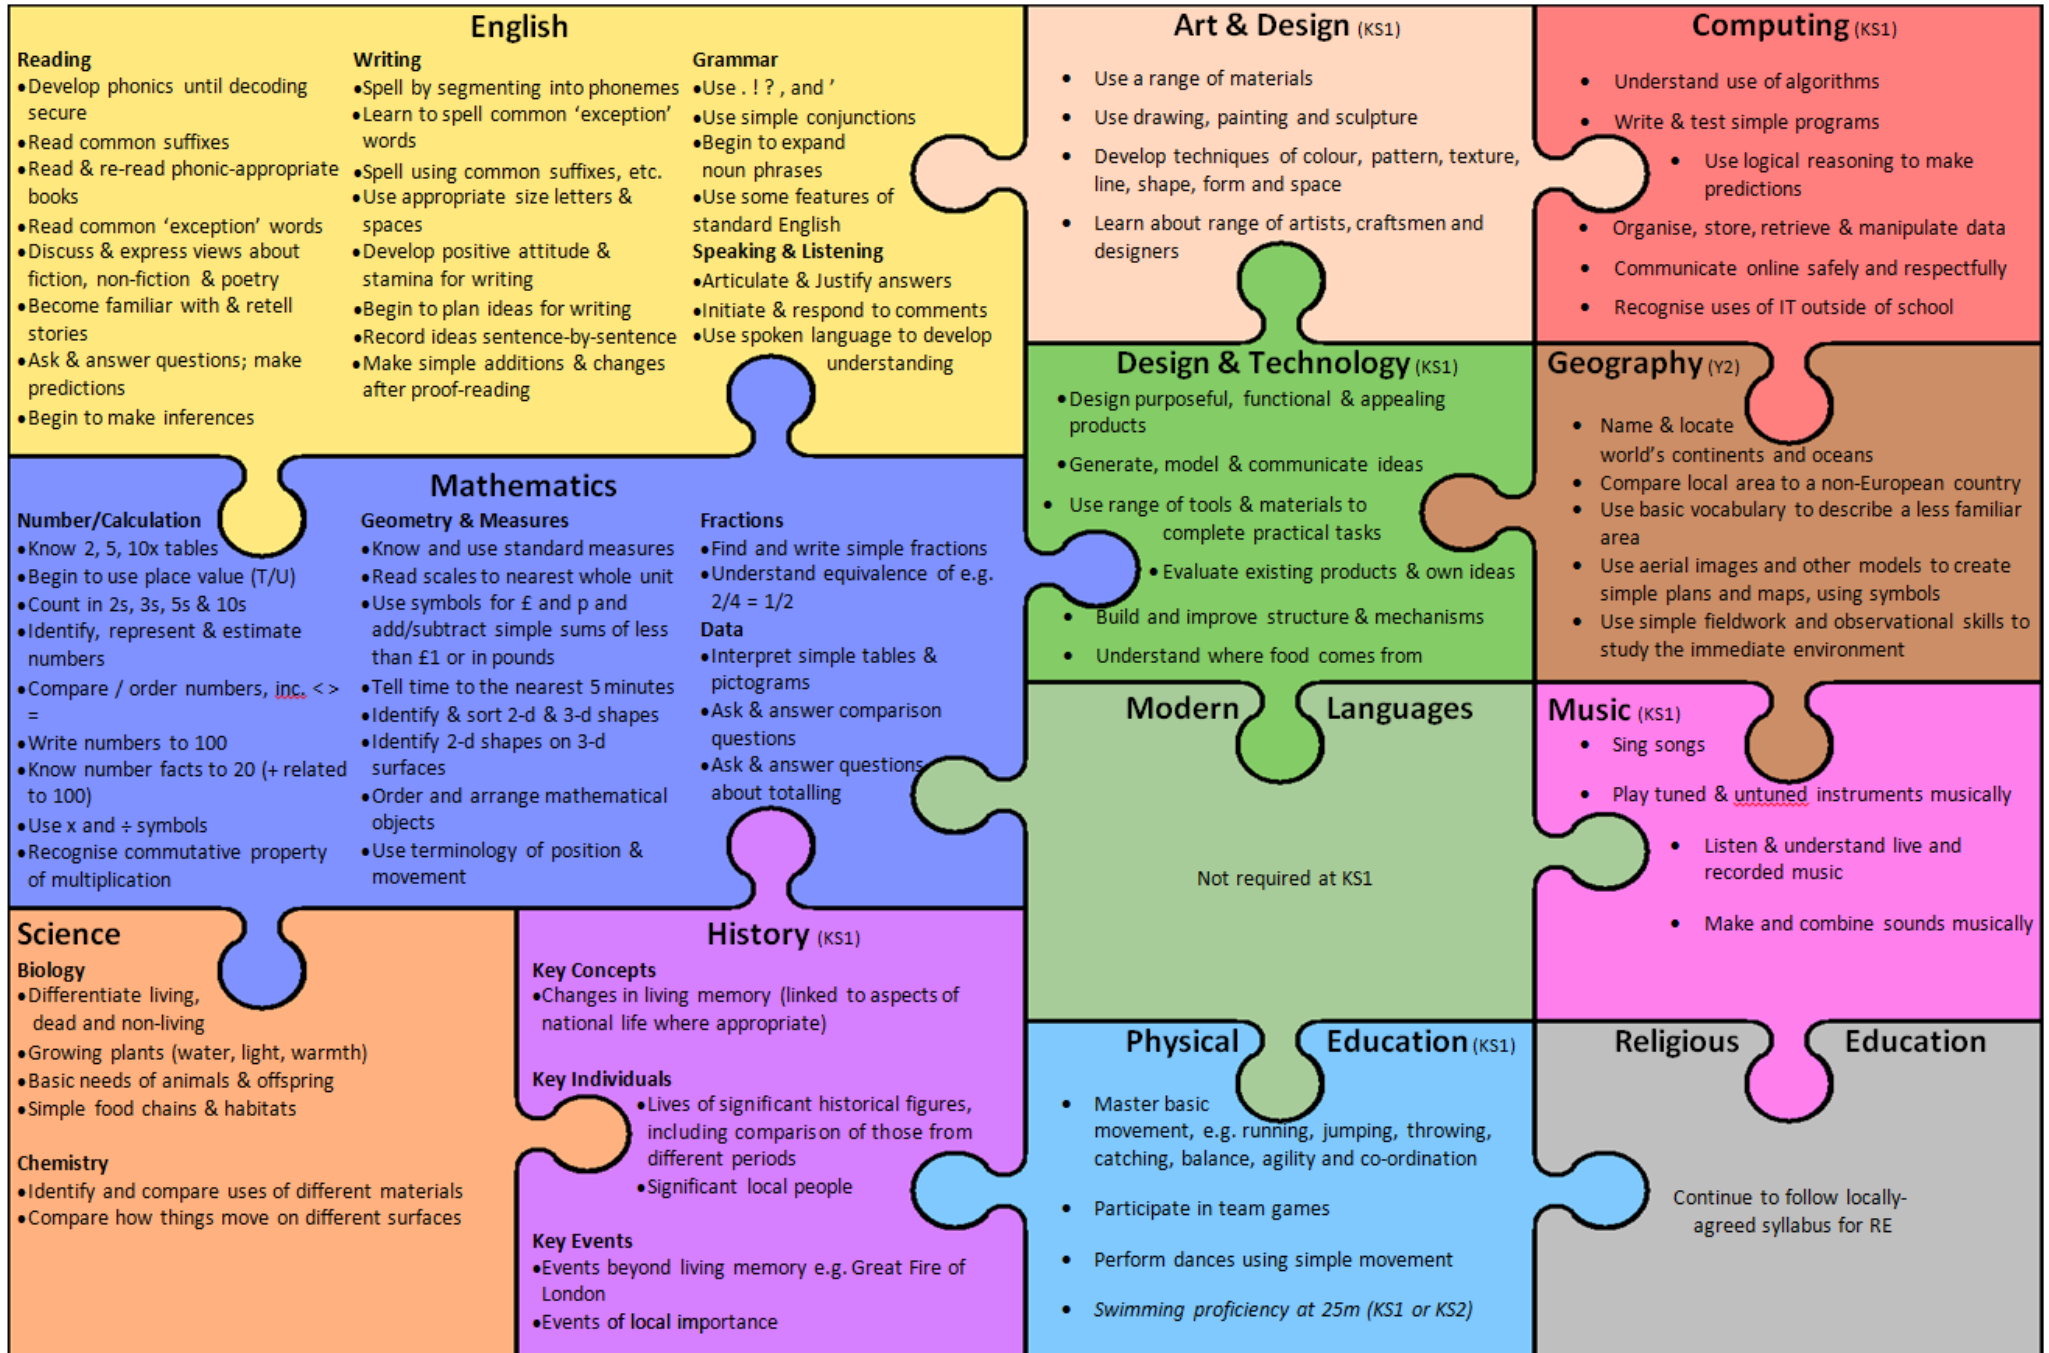 English
Reading
•Develop phonics until decoding
secure
•Read common suffixes
•Read & re-read phonic-appropriate
books
•Read common ‘exception’ words
•Discuss & express views about
fiction, non-fiction & poetry
•Become familiar with & retell
stories
•Ask & answer questions; make
predictions
•Begin to make inferences
Writing
•Spell by segmenting into phonemes
•Learn to spell common ‘exception’
words
•Spell using common suffixes, etc.
•Use appropriate size letters &
spaces
•Develop positive attitude &
stamina for writing
•Begin to plan ideas for writing
•Record ideas sentence-by-sentence
•Make simple additions & changes
after proof-reading
Grammar
•Use . ! ? , and ’
•Use simple conjunctions
•Begin to expand
noun phrases
•Use some features of
standard English
Speaking & Listening
•Articulate & Justify answers
•Initiate & respond to comments
•Use spoken language to develop
understanding
Art & Design (KS1)
• Use a range of materials
• Use drawing, painting and sculpture
• Develop techniques of colour, pattern, texture,
line, shape, form and space
• Learn about range of artists, craftsmen and
designers
Computing (KS1)
• Understand use of algorithms
• Write & test simple programs
• Use logical reasoning to make
predictions
• Organise, store, retrieve & manipulate data
• Communicate online safely and respectfully
• Recognise uses of IT outside of school
Mathematics
Number/Calculation
•Know 2, 5, 10x tables
•Begin to use place value (T/U)
•Count in 2s, 3s, 5s & 10s
•Identify, represent & estimate
numbers
•Compare / order numbers, inc. < >
=
•Write numbers to 100
•Know number facts to 20 (+ related
to 100)
•Use x and ÷ symbols
•Recognise commutative property
of multiplication
Geometry & Measures
•Know and use standard measures
•Read scales to nearest whole unit
•Use symbols for £ and p and
add/subtract simple sums of less
than £1 or in pounds
•Tell time to the nearest 5 minutes
•Identify & sort 2-d & 3-d shapes
•Identify 2-d shapes on 3-d
surfaces
•Order and arrange mathematical
objects
•Use terminology of position &
movement
Fractions
•Find and write simple fractions
•Understand equivalence of e.g.
2/4 = 1/2
Data
•Interpret simple tables &
pictograms
•Ask & answer comparison
questions
•Ask & answer questions
about totalling
Design & Technology (KS1)
•Design purposeful, functional & appealing
products
•Generate, model & communicate ideas
• Use range of tools & materials to
complete practical tasks
•Evaluate existing products & own ideas
• Build and improve structure & mechanisms
• Understand where food comes from
Geography (Y2)
• Name & locate
world’s continents and oceans
• Compare local area to a non-European country
• Use basic vocabulary to describe a less familiar
area
• Use aerial images and other models to create
simple plans and maps, using symbols
• Use simple fieldwork and observational skills to
study the immediate environment
Modern Languages
Not required at KS1
Music (KS1)
• Sing songs
• Play tuned & untuned instruments musically
• Listen & understand live and
recorded music
• Make and combine sounds musically
Science
Biology
•Differentiate living,
dead and non-living
•Growing plants (water, light, warmth)
•Basic needs of animals & offspring
•Simple food chains & habitats
Chemistry
•Identify and compare uses of different materials
•Compare how things move on different surfaces
History (KS1)
Key Concepts
•Changes in living memory (linked to aspects of
national life where appropriate)
Key Individuals
•Lives of significant historical figures,
including comparison of those from
different periods
•Significant local people
Key Events
•Events beyond living memory e.g. Great Fire of
London
•Events of local importance
Physical Education (KS1)
• Master basic
movement, e.g. running, jumping, throwing,
catching, balance, agility and co-ordination
• Participate in team games
• Perform dances using simple movement
• Swimming proficiency at 25m (KS1 or KS2)
Religious Education
Continue to follow locally-
agreed syllabus for RE